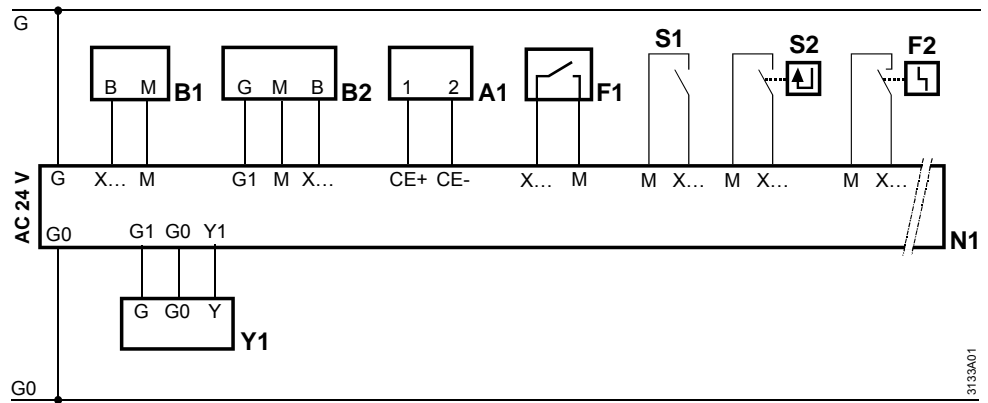 G
S1 S2 F2
B M B1 G M B B2 1 2 A1 F1
G X... M G1 M X... CE+ CE- X... M M X... M X... M X...
AC 24 V
G0 G1 G0 Y1 N1
G G0 Y Y1
G0
3133A01